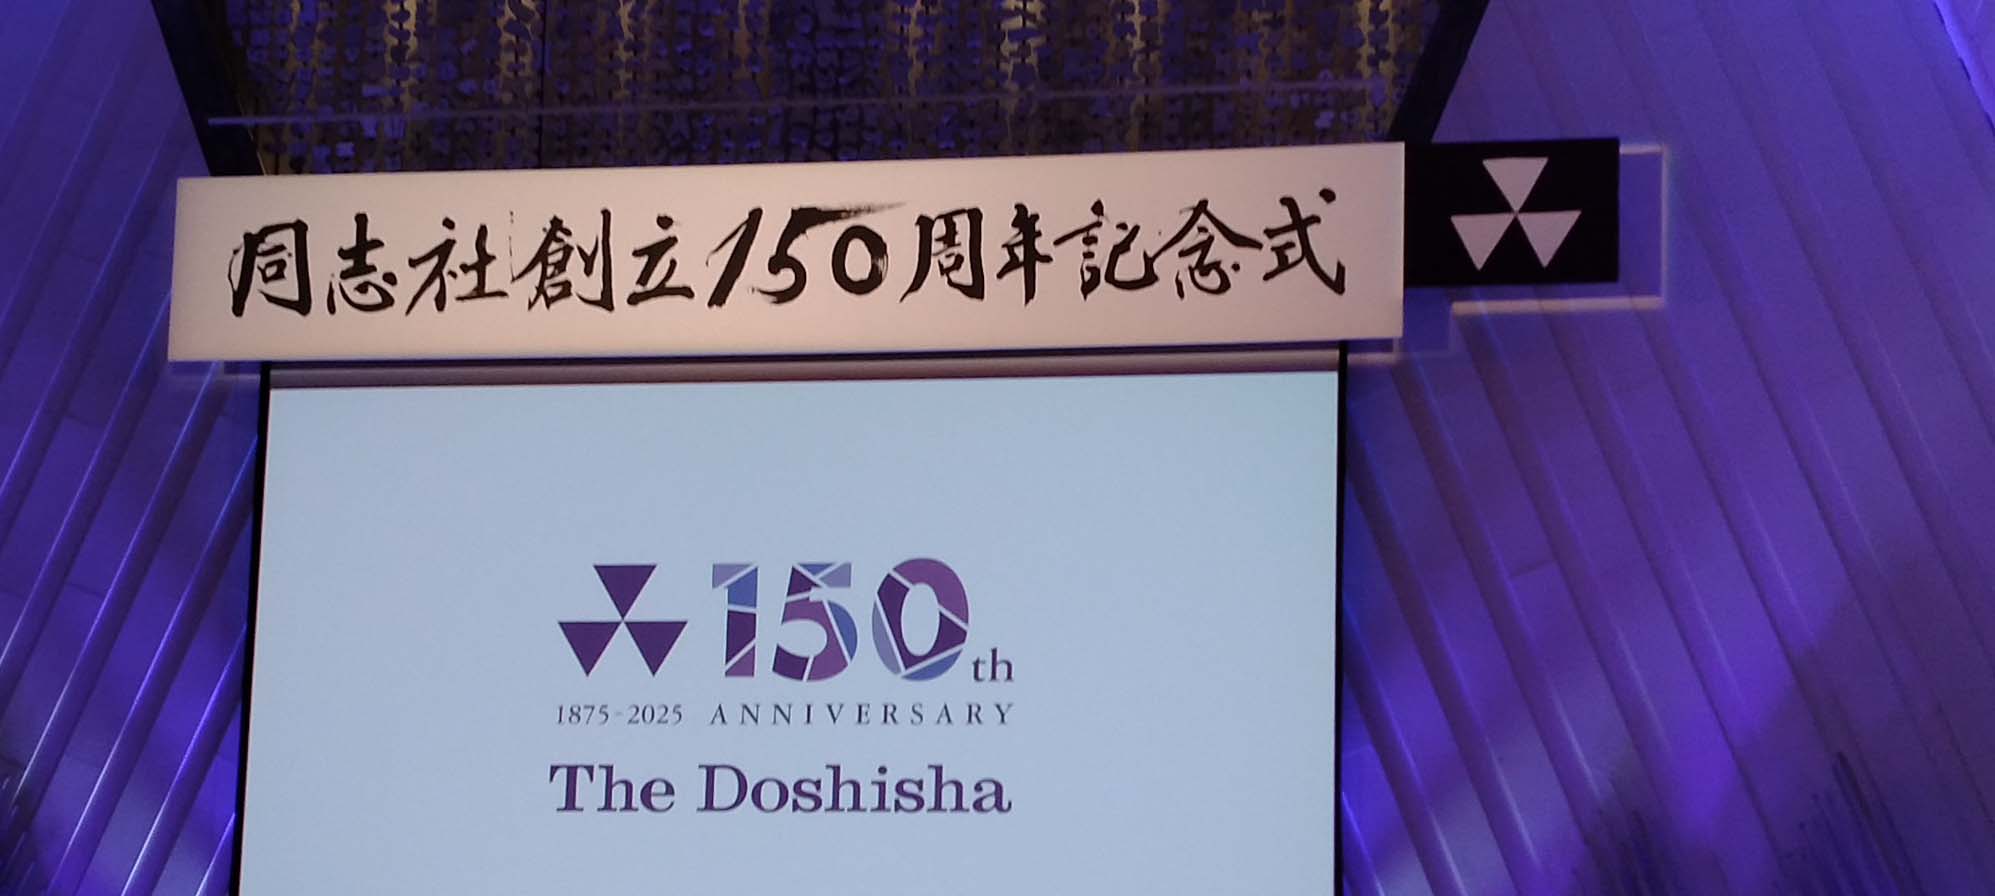 同志社創立150周年記念式
150th
1875-2025 ANNIVERSARY
The Doshisha